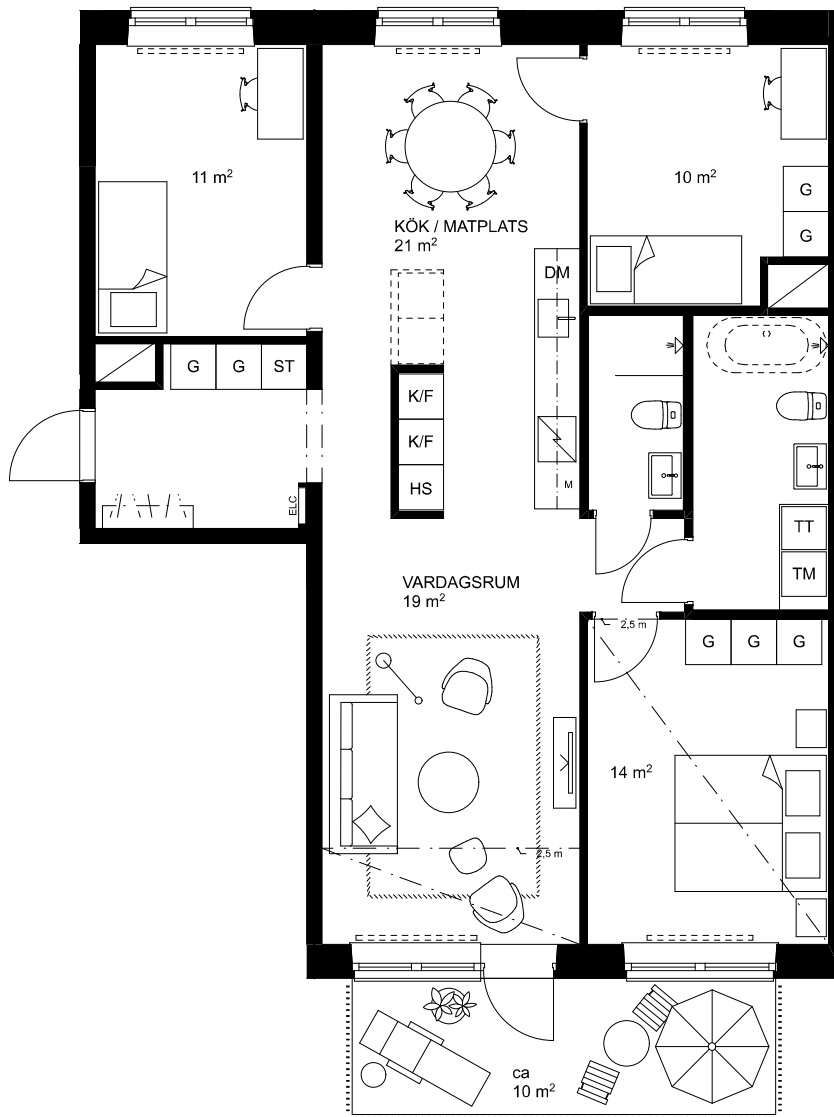 11 m²
10 m²
G
G
KÖK / MATPLATS
21 m²
DM
G
G
ST
K/F
K/F
HS
M
ELC
TT
TM
VARDAGSRUM
19 m²
2,5 m
G
G
G
14 m²
2,5 m
ca
10 m²